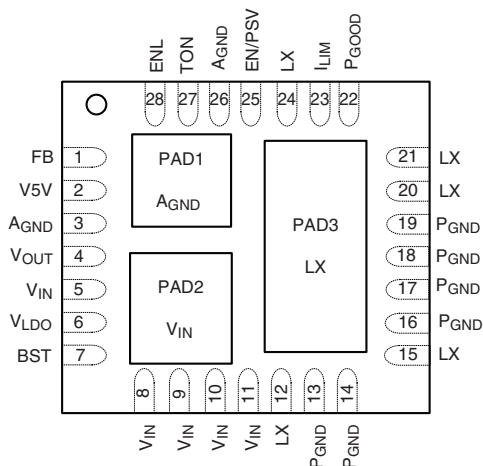 ENL TON AGND EN/PSV LX ILIM PGOOD
28 27 26 25 24 23 22
FB 1
V5V 2
AGND 3
VOUT 4
VIN 5
VLDO 6
BST 7
PAD1
AGND
PAD2
VIN
PAD3
LX
21 LX
20 LX
19 PGND
18 PGND
17 PGND
16 PGND
15 LX
8 9 10 11 12 13 14
VIN VIN VIN VIN LX PGND PGND